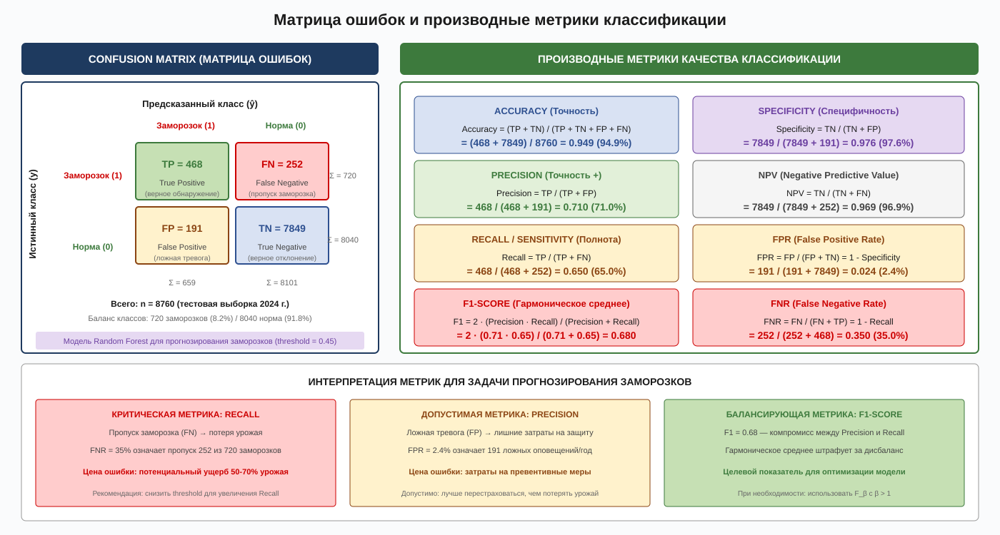 Матрица ошибок и производные метрики классификации
CONFUSION MATRIX (МАТРИЦА ОШИБОК)
Предсказанный класс (ŷ)
Заморозок (1)
Норма (0)
Истинный класс (y)
Заморозок (1)
TP = 468
True Positive
(верное обнаружение)
FN = 252
False Negative
(пропуск заморозка)
Σ = 720
Норма (0)
FP = 191
False Positive
(ложная тревога)
TN = 7849
True Negative
(верное отклонение)
Σ = 8040
Σ = 659
Σ = 8101
Всего: n = 8760 (тестовая выборка 2024 г.)
Баланс классов: 720 заморозков (8.2%) / 8040 норма (91.8%)
Модель Random Forest для прогнозирования заморозков (threshold = 0.45)
ПРОИЗВОДНЫЕ МЕТРИКИ КАЧЕСТВА КЛАССИФИКАЦИИ
ACCURACY (Точность)
Accuracy = (TP + TN) / (TP + TN + FP + FN)
= (468 + 7849) / 8760 = 0.949 (94.9%)
SPECIFICITY (Специфичность)
Specificity = TN / (TN + FP)
= 7849 / (7849 + 191) = 0.976 (97.6%)
PRECISION (Точность +)
Precision = TP / (TP + FP)
= 468 / (468 + 191) = 0.710 (71.0%)
NPV (Negative Predictive Value)
NPV = TN / (TN + FN)
= 7849 / (7849 + 252) = 0.969 (96.9%)
RECALL / SENSITIVITY (Полнота)
Recall = TP / (TP + FN)
= 468 / (468 + 252) = 0.650 (65.0%)
FPR (False Positive Rate)
FPR = FP / (FP + TN) = 1 - Specificity
= 191 / (191 + 7849) = 0.024 (2.4%)
F1-SCORE (Гармоническое среднее)
F1 = 2 · (Precision · Recall) / (Precision + Recall)
= 2 · (0.71 · 0.65) / (0.71 + 0.65) = 0.680
FNR (False Negative Rate)
FNR = FN / (FN + TP) = 1 - Recall
= 252 / (252 + 468) = 0.350 (35.0%)
ИНТЕРПРЕТАЦИЯ МЕТРИК ДЛЯ ЗАДАЧИ ПРОГНОЗИРОВАНИЯ ЗАМОРОЗКОВ
КРИТИЧЕСКАЯ МЕТРИКА: RECALL
Пропуск заморозка (FN) → потеря урожая
FNR = 35% означает пропуск 252 из 720 заморозков
Цена ошибки: потенциальный ущерб 50-70% урожая
Рекомендация: снизить threshold для увеличения Recall
ДОПУСТИМАЯ МЕТРИКА: PRECISION
Ложная тревога (FP) → лишние затраты на защиту
FPR = 2.4% означает 191 ложных оповещений/год
Цена ошибки: затраты на превентивные меры
Допустимо: лучше перестраховаться, чем потерять урожай
БАЛАНСИРУЮЩАЯ МЕТРИКА: F1-SCORE
F1 = 0.68 — компромисс между Precision и Recall
Гармоническое среднее штрафует за дисбаланс
Целевой показатель для оптимизации модели
При необходимости: использовать F_β с β > 1